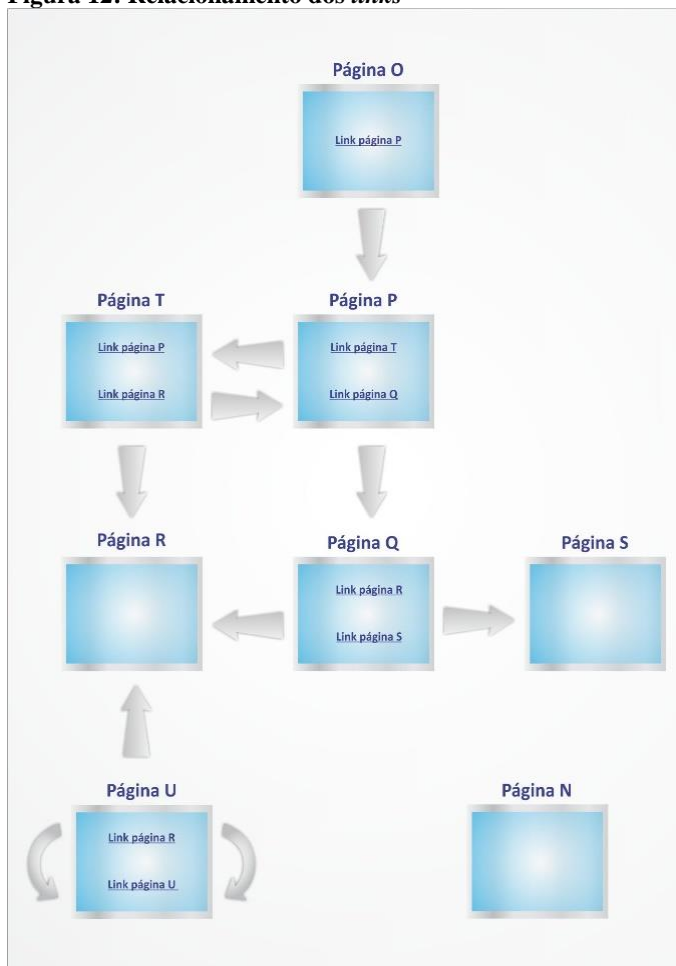 Figura 12: Relacionamento dos links
Página O
Link página P
Página T
Página P
Link página P
Link página R
Link página T
Link página Q
Página R
Página Q
Página S
Link página R
Link página S
Página U
Página N
Link página R
Link página U